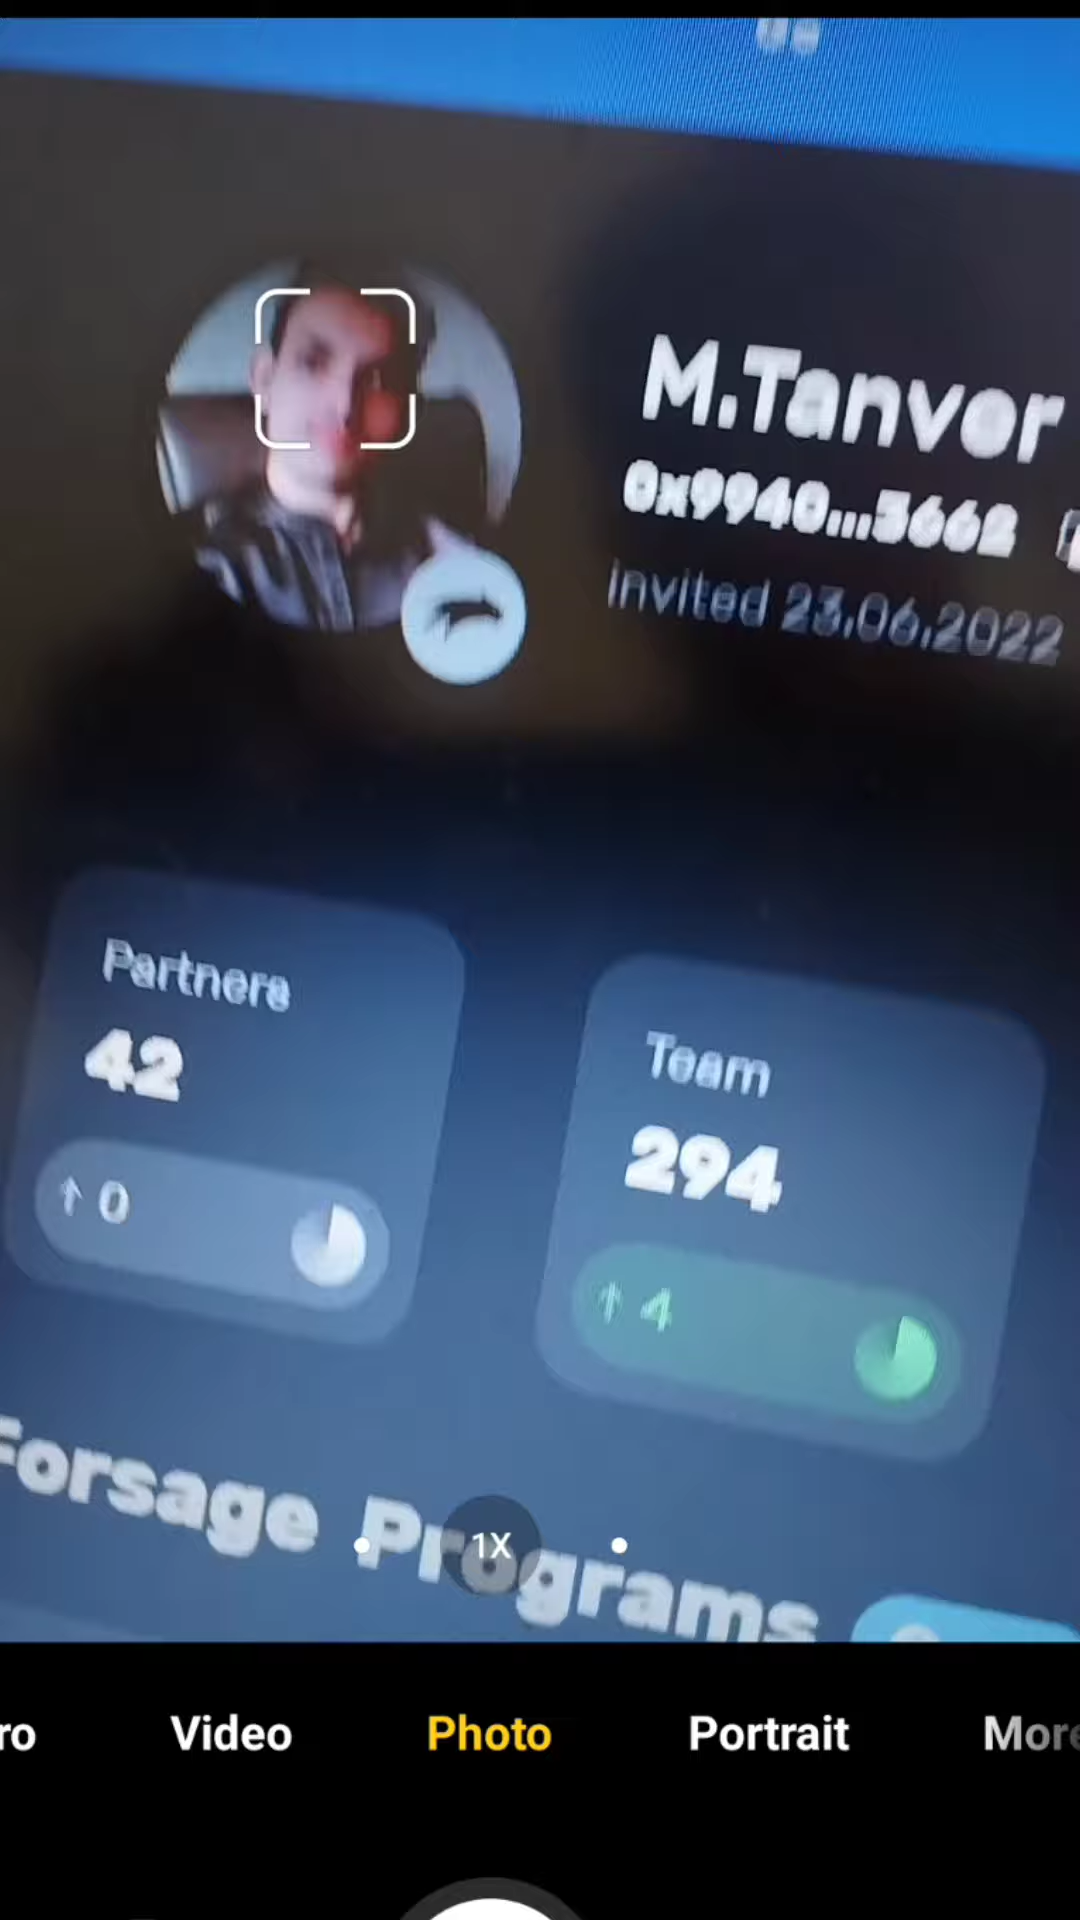 M.Tanver
0x9940...5662
invited 23.06.2022
Partners
42
↑ 0
Team
294
↑ 4
Forsage Programs
1X
Video
Photo
Portrait
More